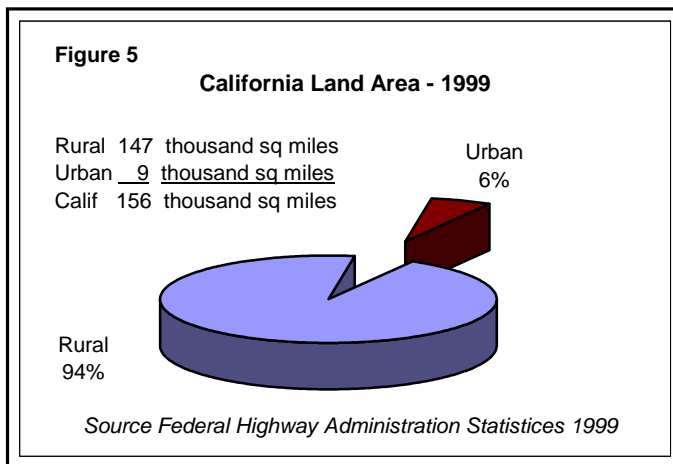 Figure 5
California Land Area - 1999
Rural 147 thousand sq miles
Urban 9 thousand sq miles
Calif 156 thousand sq miles
Urban
6%
Rural
94%
Source Federal Highway Administration Statistices 1999